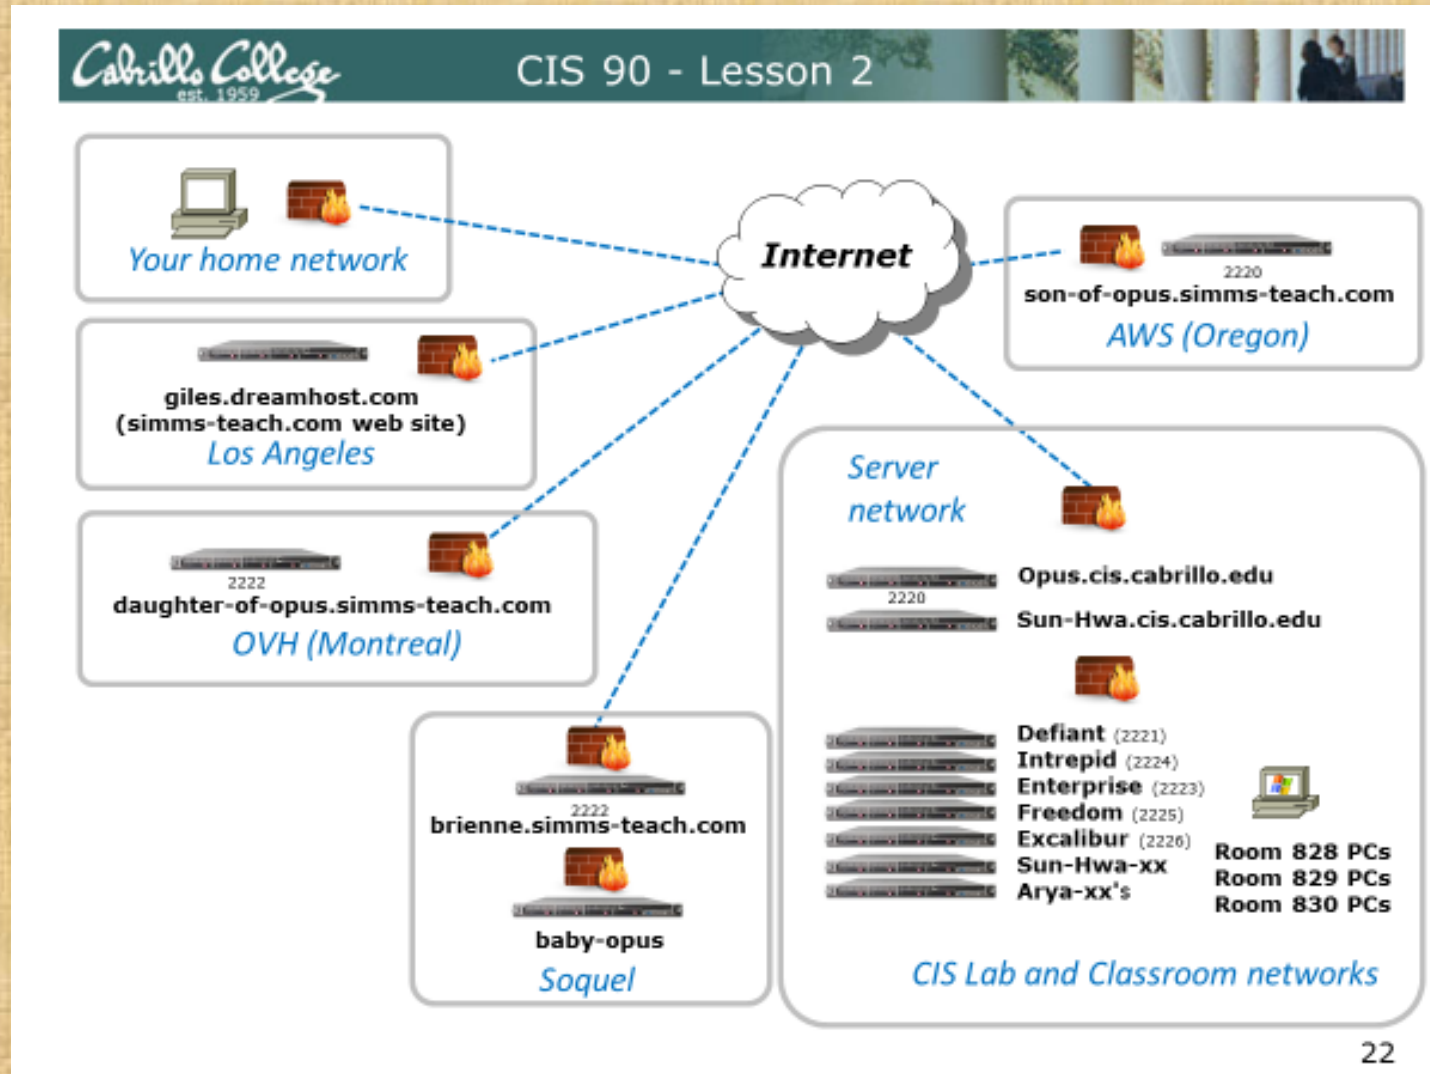 Cabrillo College
est. 1959
CIS 90 - Lesson 2
Your home network
Internet
2220
son-of-opus.simms-teach.com
AWS (Oregon)
giles.dreamhost.com
(simms-teach.com web site)
Los Angeles
2222
daughter-of-opus.simms-teach.com
OVH (Montreal)
2222
brienne.simms-teach.com
baby-opus
Soquel
Server
network
Opus.cis.cabrillo.edu
2220
Sun-Hwa.cis.cabrillo.edu
Defiant (2221)
Intrepid (2224)
Enterprise (2223)
Freedom (2225)
Excalibur (2226)
Sun-Hwa-xx
Arya-xx's
Room 828 PCs
Room 829 PCs
Room 830 PCs
CIS Lab and Classroom networks
22